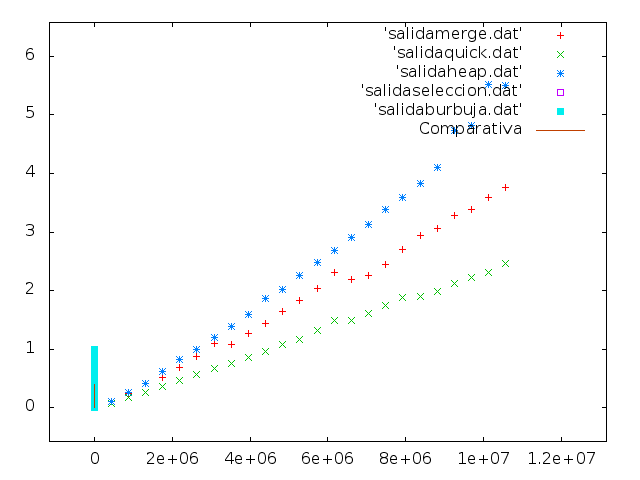 'salidamerge.dat'
'salidaquick.dat'
'salidaheap.dat'
'salidaseleccion.dat'
'salidaburbuja.dat'
Comparativa
6
5
4
3
2
1
0
0 2e+06 4e+06 6e+06 8e+06 1e+07 1.2e+07